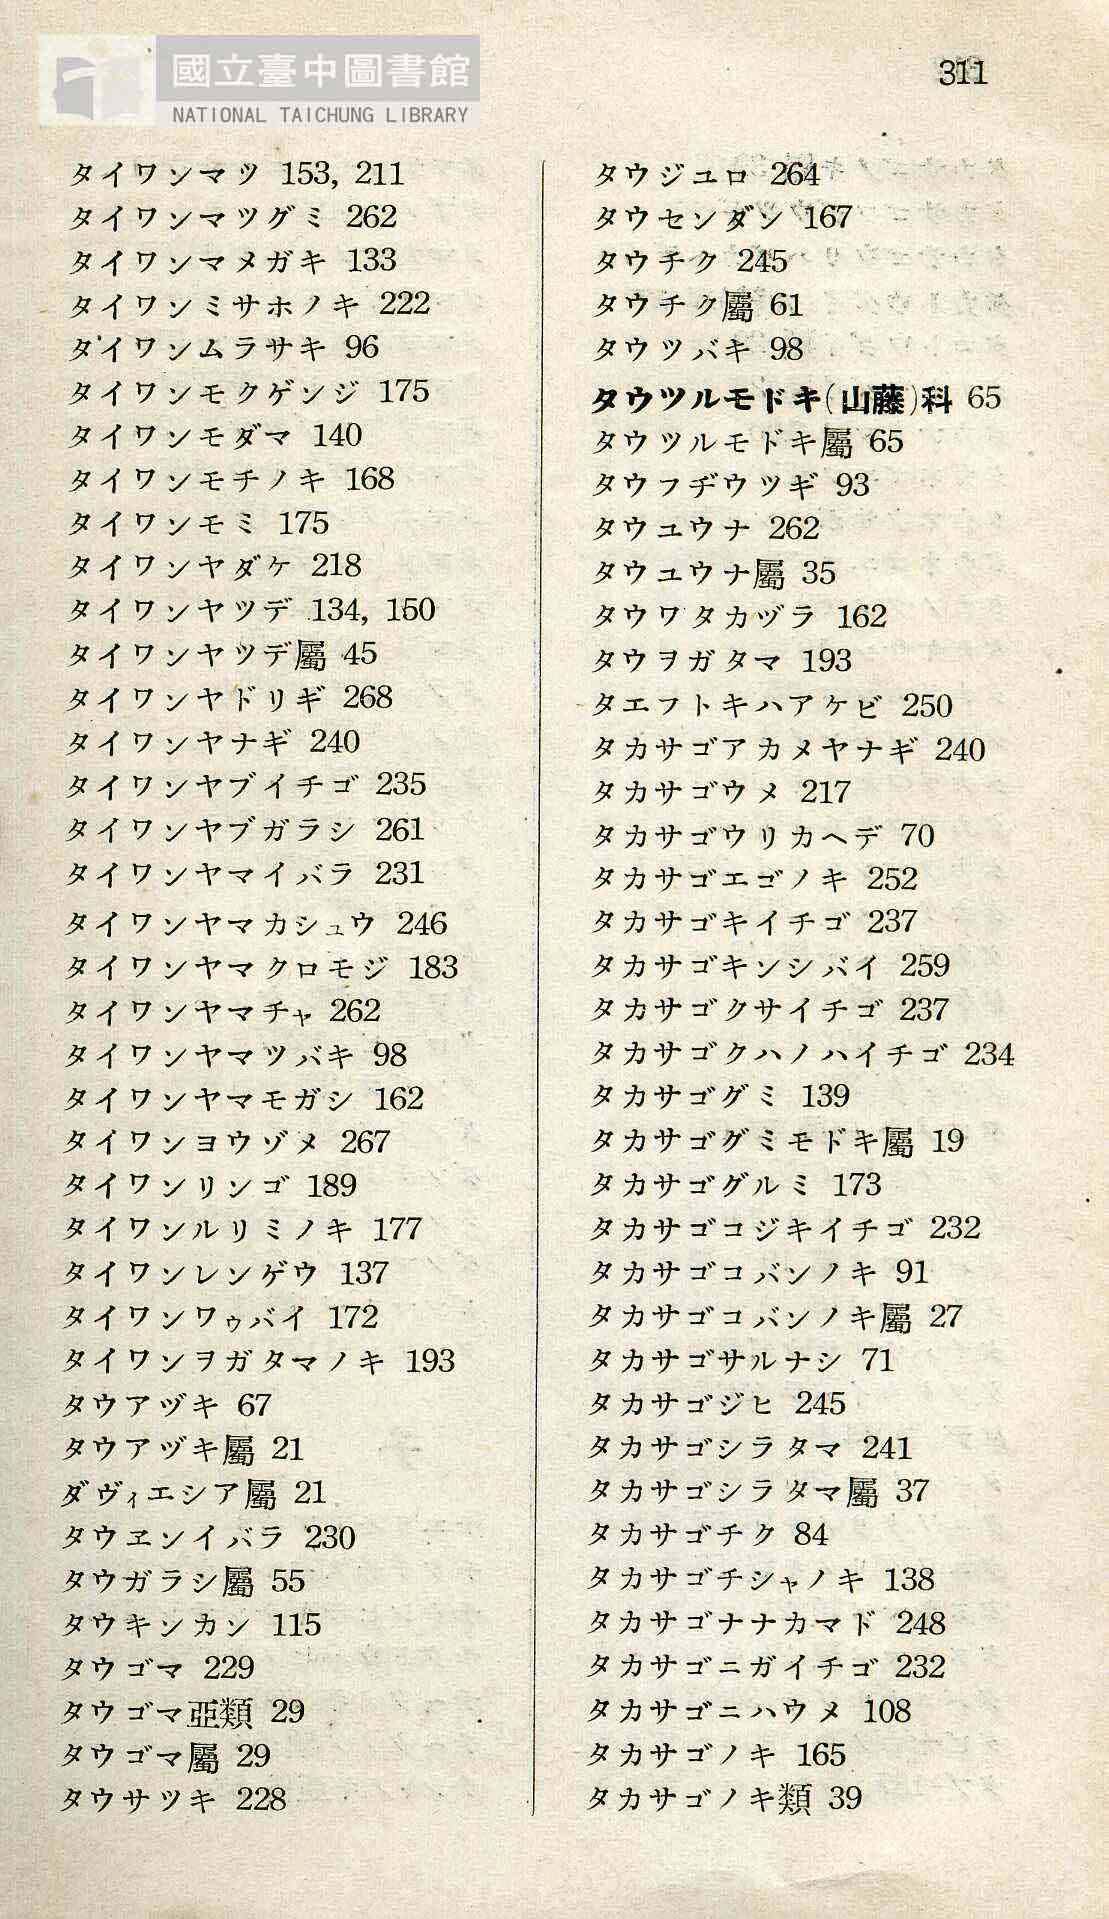 國立臺中圖書館
NATIONAL TAICHUNG LIBRARY
311
タイワンマツ 153, 211
タイワンマツグミ 262
タイワンマメガキ 133
タイワンミサホノキ 222
タイワンムラサキ 96
タイワンモクゲンジ 175
タイワンモダマ 140
タイワンモチノキ 168
タイワンモミ 175
タイワンヤダケ 218
タイワンヤツデ 134, 150
タイワンヤツデ屬 45
タイワンヤドリギ 268
タイワンヤナギ 240
タイワンヤブイチゴ 235
タイワンヤブガラシ 261
タイワンヤマイバラ 231
タイワンヤマカシュウ 246
タイワンヤマクロモジ 183
タイワンヤマチャ 262
タイワンヤマツバキ 98
タイワンヤマモガシ 162
タイワンヨウゾメ 267
タイワンリンゴ 189
タイワンルリミノキ 177
タイワンレンゲウ 137
タイワンワゥバイ 172
タイワンヲガタマノキ 193
タウアヅキ 67
タウアヅキ屬 21
ダヴィエシア屬 21
タウヱンイバラ 230
タウガラシ屬 55
タウキンカン 115
タウゴマ 229
タウゴマ亞類 29
タウゴマ屬 29
タウサツキ 228
タウジユロ 264
タウセンダン 167
タウチク 245
タウチク屬 61
タウツバキ 98
タウツルモドキ(山藤)科 65
タウツルモドキ屬 65
タウフヂウツギ 93
タウユウナ 262
タウユウナ屬 35
タウワタカヅラ 162
タウヲガタマ 193
タエフトキハアケビ 250
タカサゴアカメヤナギ 240
タカサゴウメ 217
タカサゴウリカヘデ 70
タカサゴエゴノキ 252
タカサゴキイチゴ 237
タカサゴキンシバイ 259
タカサゴクサイチゴ 237
タカサゴクハノハイチゴ 234
タカサゴグミ 139
タカサゴグミモドキ屬 19
タカサゴグルミ 173
タカサゴコジキイチゴ 232
タカサゴコバンノキ 91
タカサゴコバンノキ屬 27
タカサゴサルナシ 71
タカサゴジヒ 245
タカサゴシラタマ 241
タカサゴシラタマ屬 37
タカサゴチク 84
タカサゴチシャノキ 138
タカサゴナナカマド 248
タカサゴニガイチゴ 232
タカサゴニハウメ 108
タカサゴノキ 165
タカサゴノキ類 39